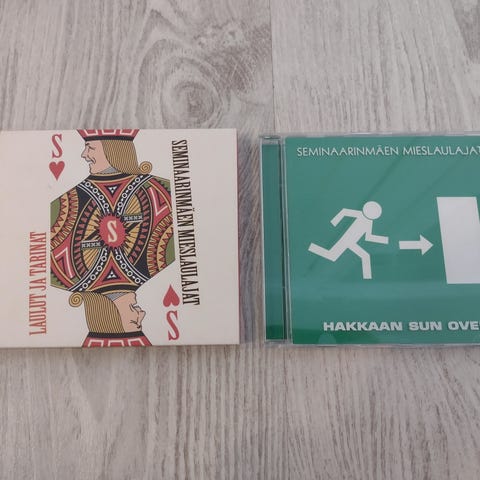 S
LAULUT JA TARINAT
SEMINAARINMÄEN MIESLAULAJAT
S
S
SEMINAARINMÄEN MIESLAULAJAT
HAKKAAN SUN OVE